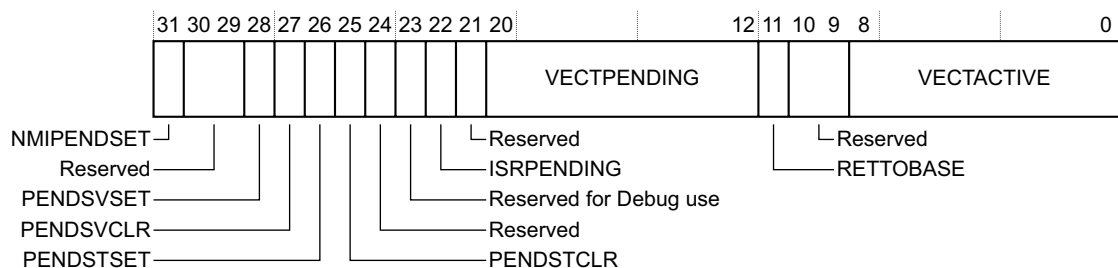 31 30 29 28 27 26 25 24 23 22 21 20 12 11 10 9 8 0
VECTPENDING VECTACTIVE
NMIPENDSET Reserved Reserved
Reserved ISRPENDING RETTOBASE
PENDSVSET Reserved for Debug use
PENDSVCLR Reserved
PENDSTSET PENDSTCLR